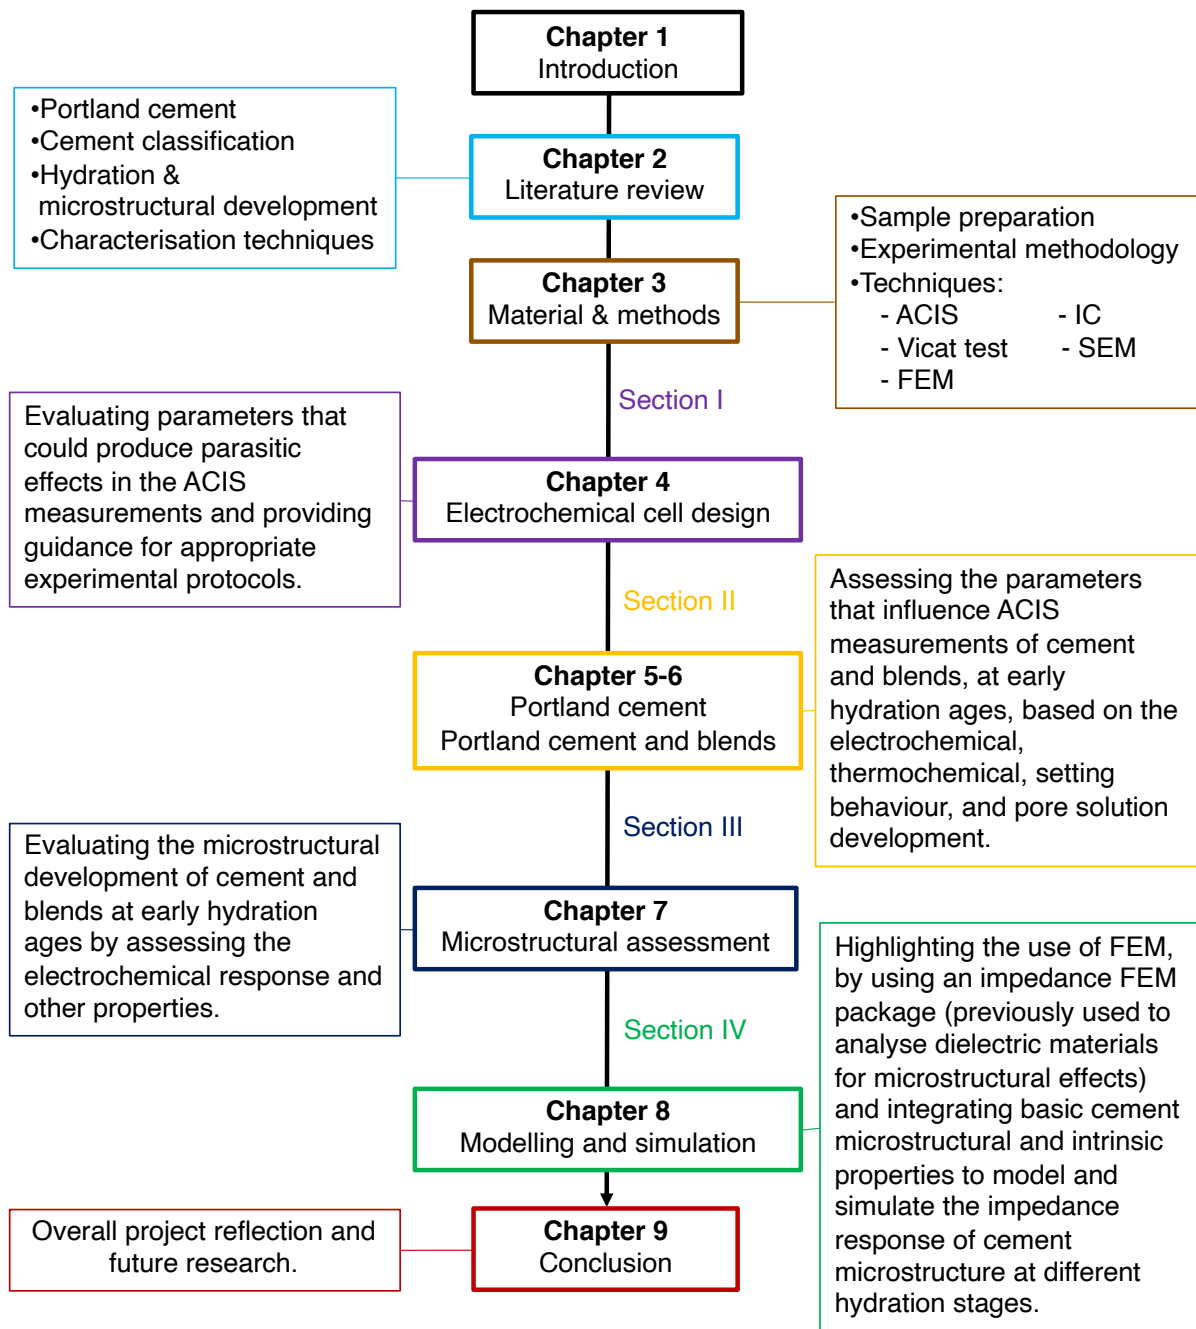 Chapter 1
Introduction
•Portland cement
•Cement classification
•Hydration &
microstructural development
•Characterisation techniques
Chapter 2
Literature review
Chapter 3
Material & methods
•Sample preparation
•Experimental methodology
•Techniques:
- ACIS - IC
- Vicat test - SEM
- FEM
Section I
Evaluating parameters that
could produce parasitic
effects in the ACIS
measurements and providing
guidance for appropriate
experimental protocols.
Chapter 4
Electrochemical cell design
Section II
Chapter 5-6
Portland cement
Portland cement and blends
Assessing the parameters
that influence ACIS
measurements of cement
and blends, at early
hydration ages, based on the
electrochemical,
thermochemical, setting
behaviour, and pore solution
development.
Section III
Evaluating the microstructural
development of cement and
blends at early hydration
ages by assessing the
electrochemical response and
other properties.
Chapter 7
Microstructural assessment
Section IV
Highlighting the use of FEM,
by using an impedance FEM
package (previously used to
analyse dielectric materials
for microstructural effects)
and integrating basic cement
microstructural and intrinsic
properties to model and
simulate the impedance
response of cement
microstructure at different
hydration stages.
Chapter 8
Modelling and simulation
Overall project reflection and
future research.
Chapter 9
Conclusion